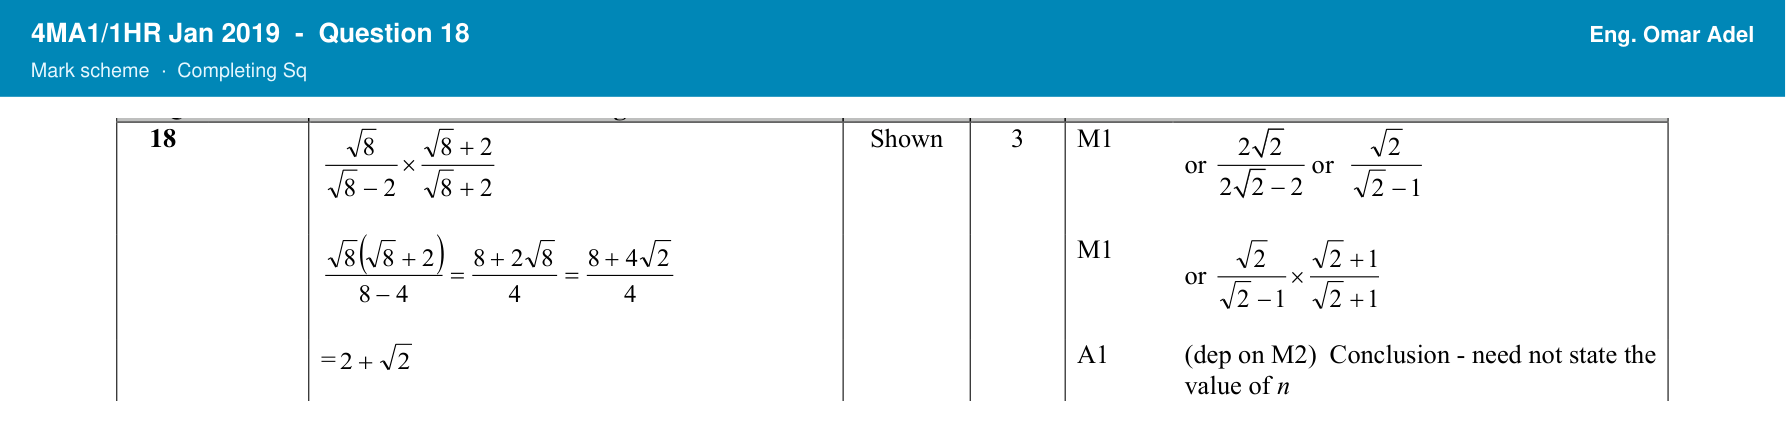 4MA1/1HR Jan 2019 - Question 18
Eng. Omar Adel
Mark scheme · Completing Sq
18
√8/(√8 − 2) × (√8 + 2)/(√8 + 2)
Shown
3
M1
or 2√2/(2√2 − 2) or √2/(√2 − 1)
√8(√8 + 2)/(8 − 4) = (8 + 2√8)/4 = (8 + 4√2)/4
M1
or √2/(√2 − 1) × (√2 + 1)/(√2 + 1)
= 2 + √2
A1
(dep on M2) Conclusion - need not state the
value of n